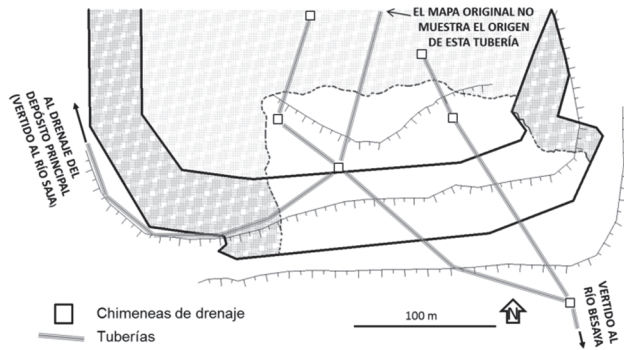 EL MAPA ORIGINAL NO
MUESTRA EL ORIGEN
DE ESTA TUBERÍA
AL DRENAJE DEL
DEPÓSITO PRINCIPAL
(VERTIDO AL RÍO SAJA)
Chimeneas de drenaje
Tuberías
100 m
N
VERTIDO AL
RÍO BESAYA